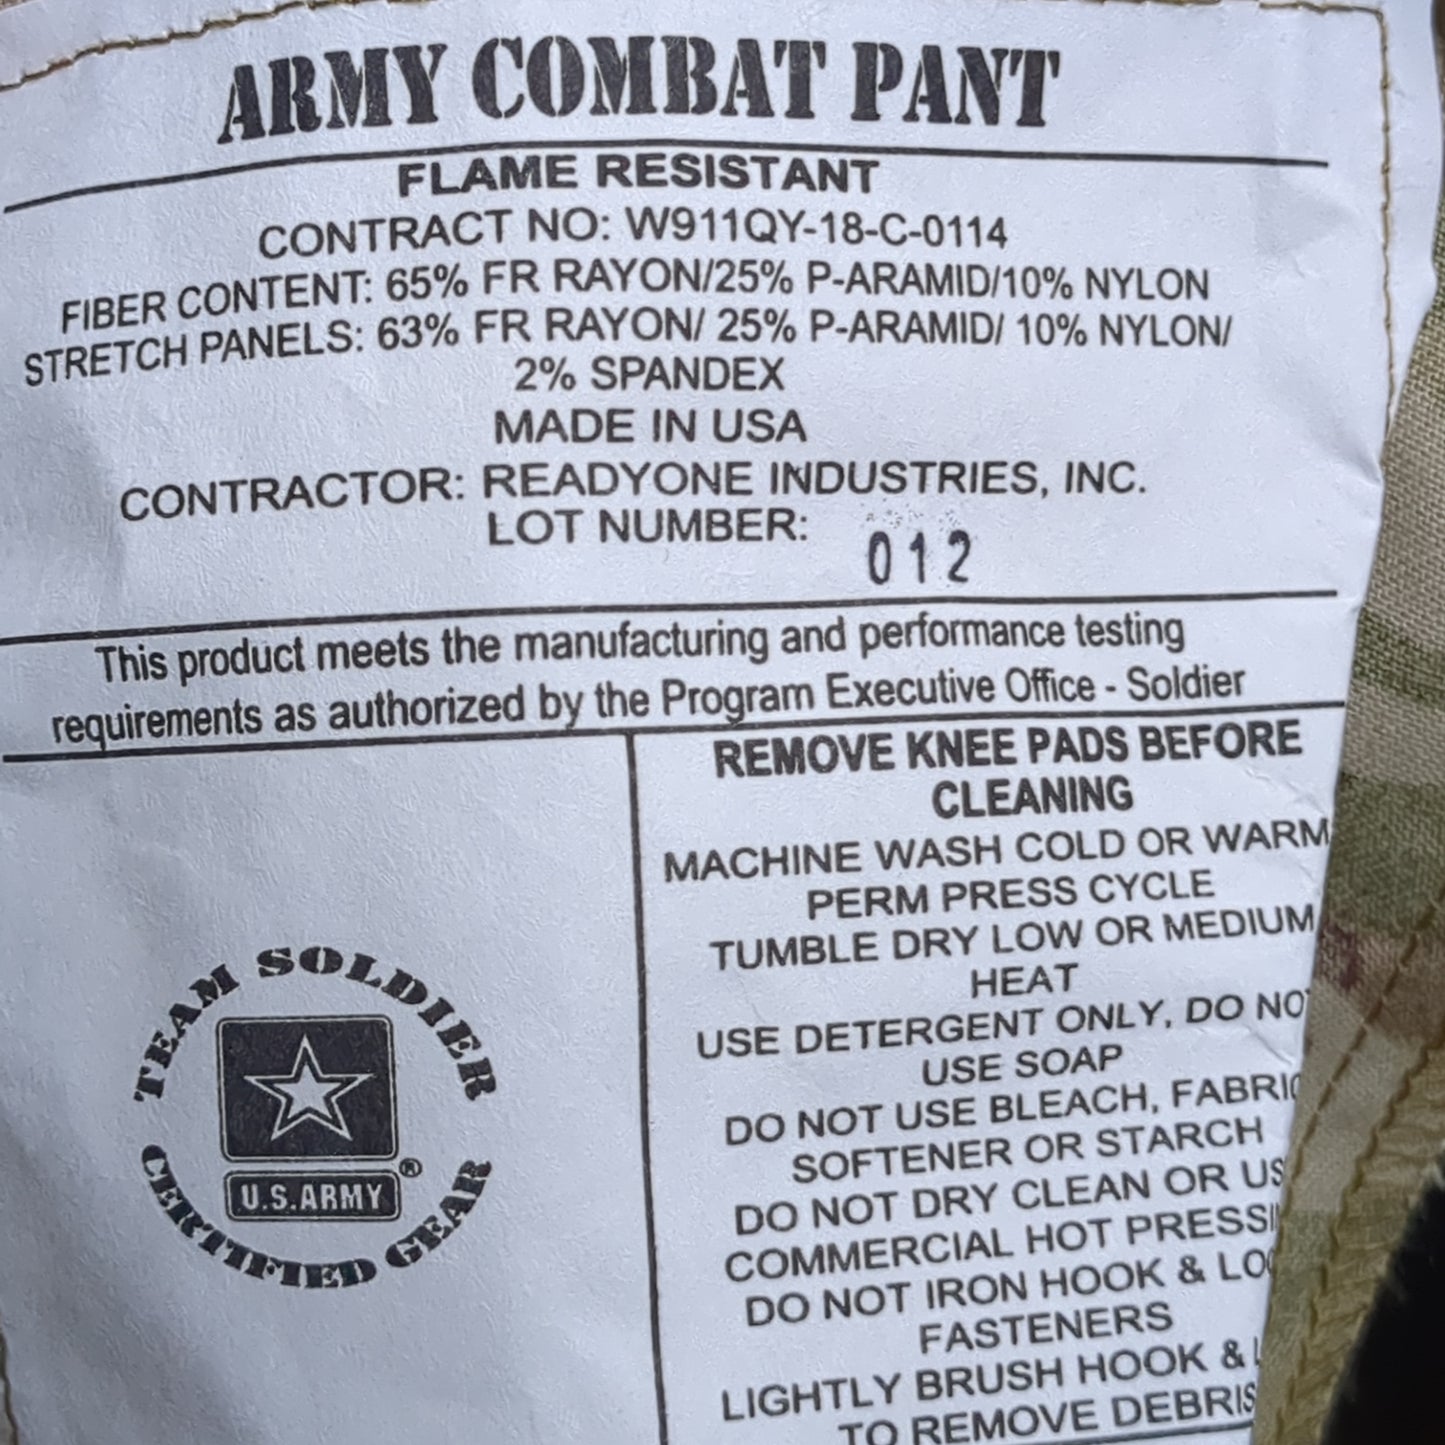 ARMY COMBAT PANT
FLAME RESISTANT
CONTRACT NO: W911QY-18-C-0114
FIBER CONTENT: 65% FR RAYON/25% P-ARAMID/10% NYLON
STRETCH PANELS: 63% FR RAYON/ 25% P-ARAMID/ 10% NYLON/
2% SPANDEX
MADE IN USA
CONTRACTOR: READYONE INDUSTRIES, INC.
LOT NUMBER: 012
This product meets the manufacturing and performance testing
requirements as authorized by the Program Executive Office - Soldier
TEAM SOLDIER
U.S.ARMY®
CERTIFIED GEAR
REMOVE KNEE PADS BEFORE
CLEANING
MACHINE WASH COLD OR WARM
PERM PRESS CYCLE
TUMBLE DRY LOW OR MEDIUM
HEAT
USE DETERGENT ONLY, DO
USE SOAP
DO NOT USE BLEACH, FABRIC
SOFTENER OR STARCH
DO NOT DRY CLEAN OR
COMMERCIAL HOT
DO NOT IRON HOOK &
FASTENERS
LIGHTLY BRUSH HOOK &
TO REMOVE DEBRIS